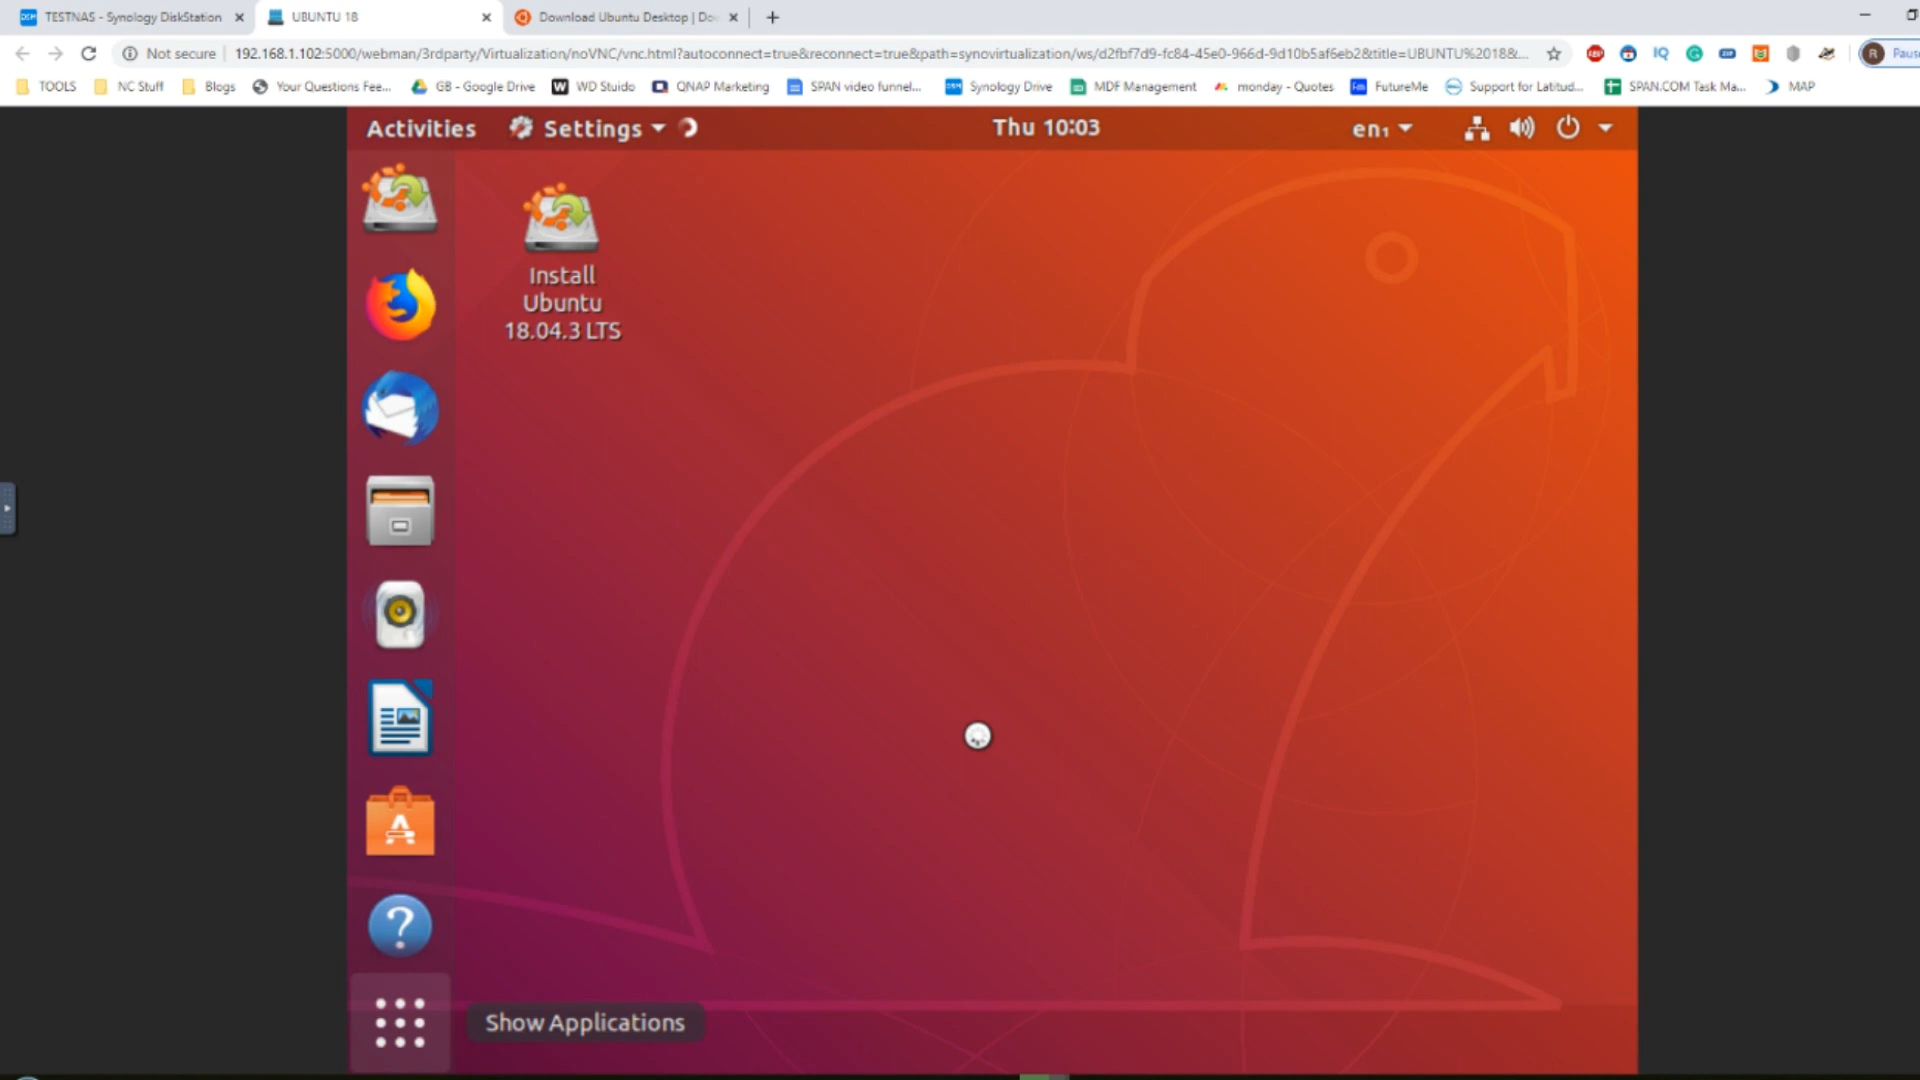 TESTNAS - Synology DiskStation
UBUNTU 18
Download Ubuntu Desktop | Do
Not secure
192.168.1.102:5000/webman/3rdparty/Virtualization/noVNC/vnc.html?autoconnect=true&reconnect=true&path=synovirtualization/ws/d2fbf7d9-fc84-45e0-966d-9d10b5af6eb2&title=UBUNTU%2018&...
IQ
R Pause
TOOLS
NC Stuff
Blogs
Your Questions Fee...
GB - Google Drive
WD Stuido
QNAP Marketing
SPAN video funnel...
Synology Drive
MDF Management
monday - Quotes
FutureMe
Support for Latitud...
SPAN.COM Task Ma...
MAP
Activities
Settings
Thu 10:03
en₁
Install
Ubuntu
18.04.3 LTS
Show Applications